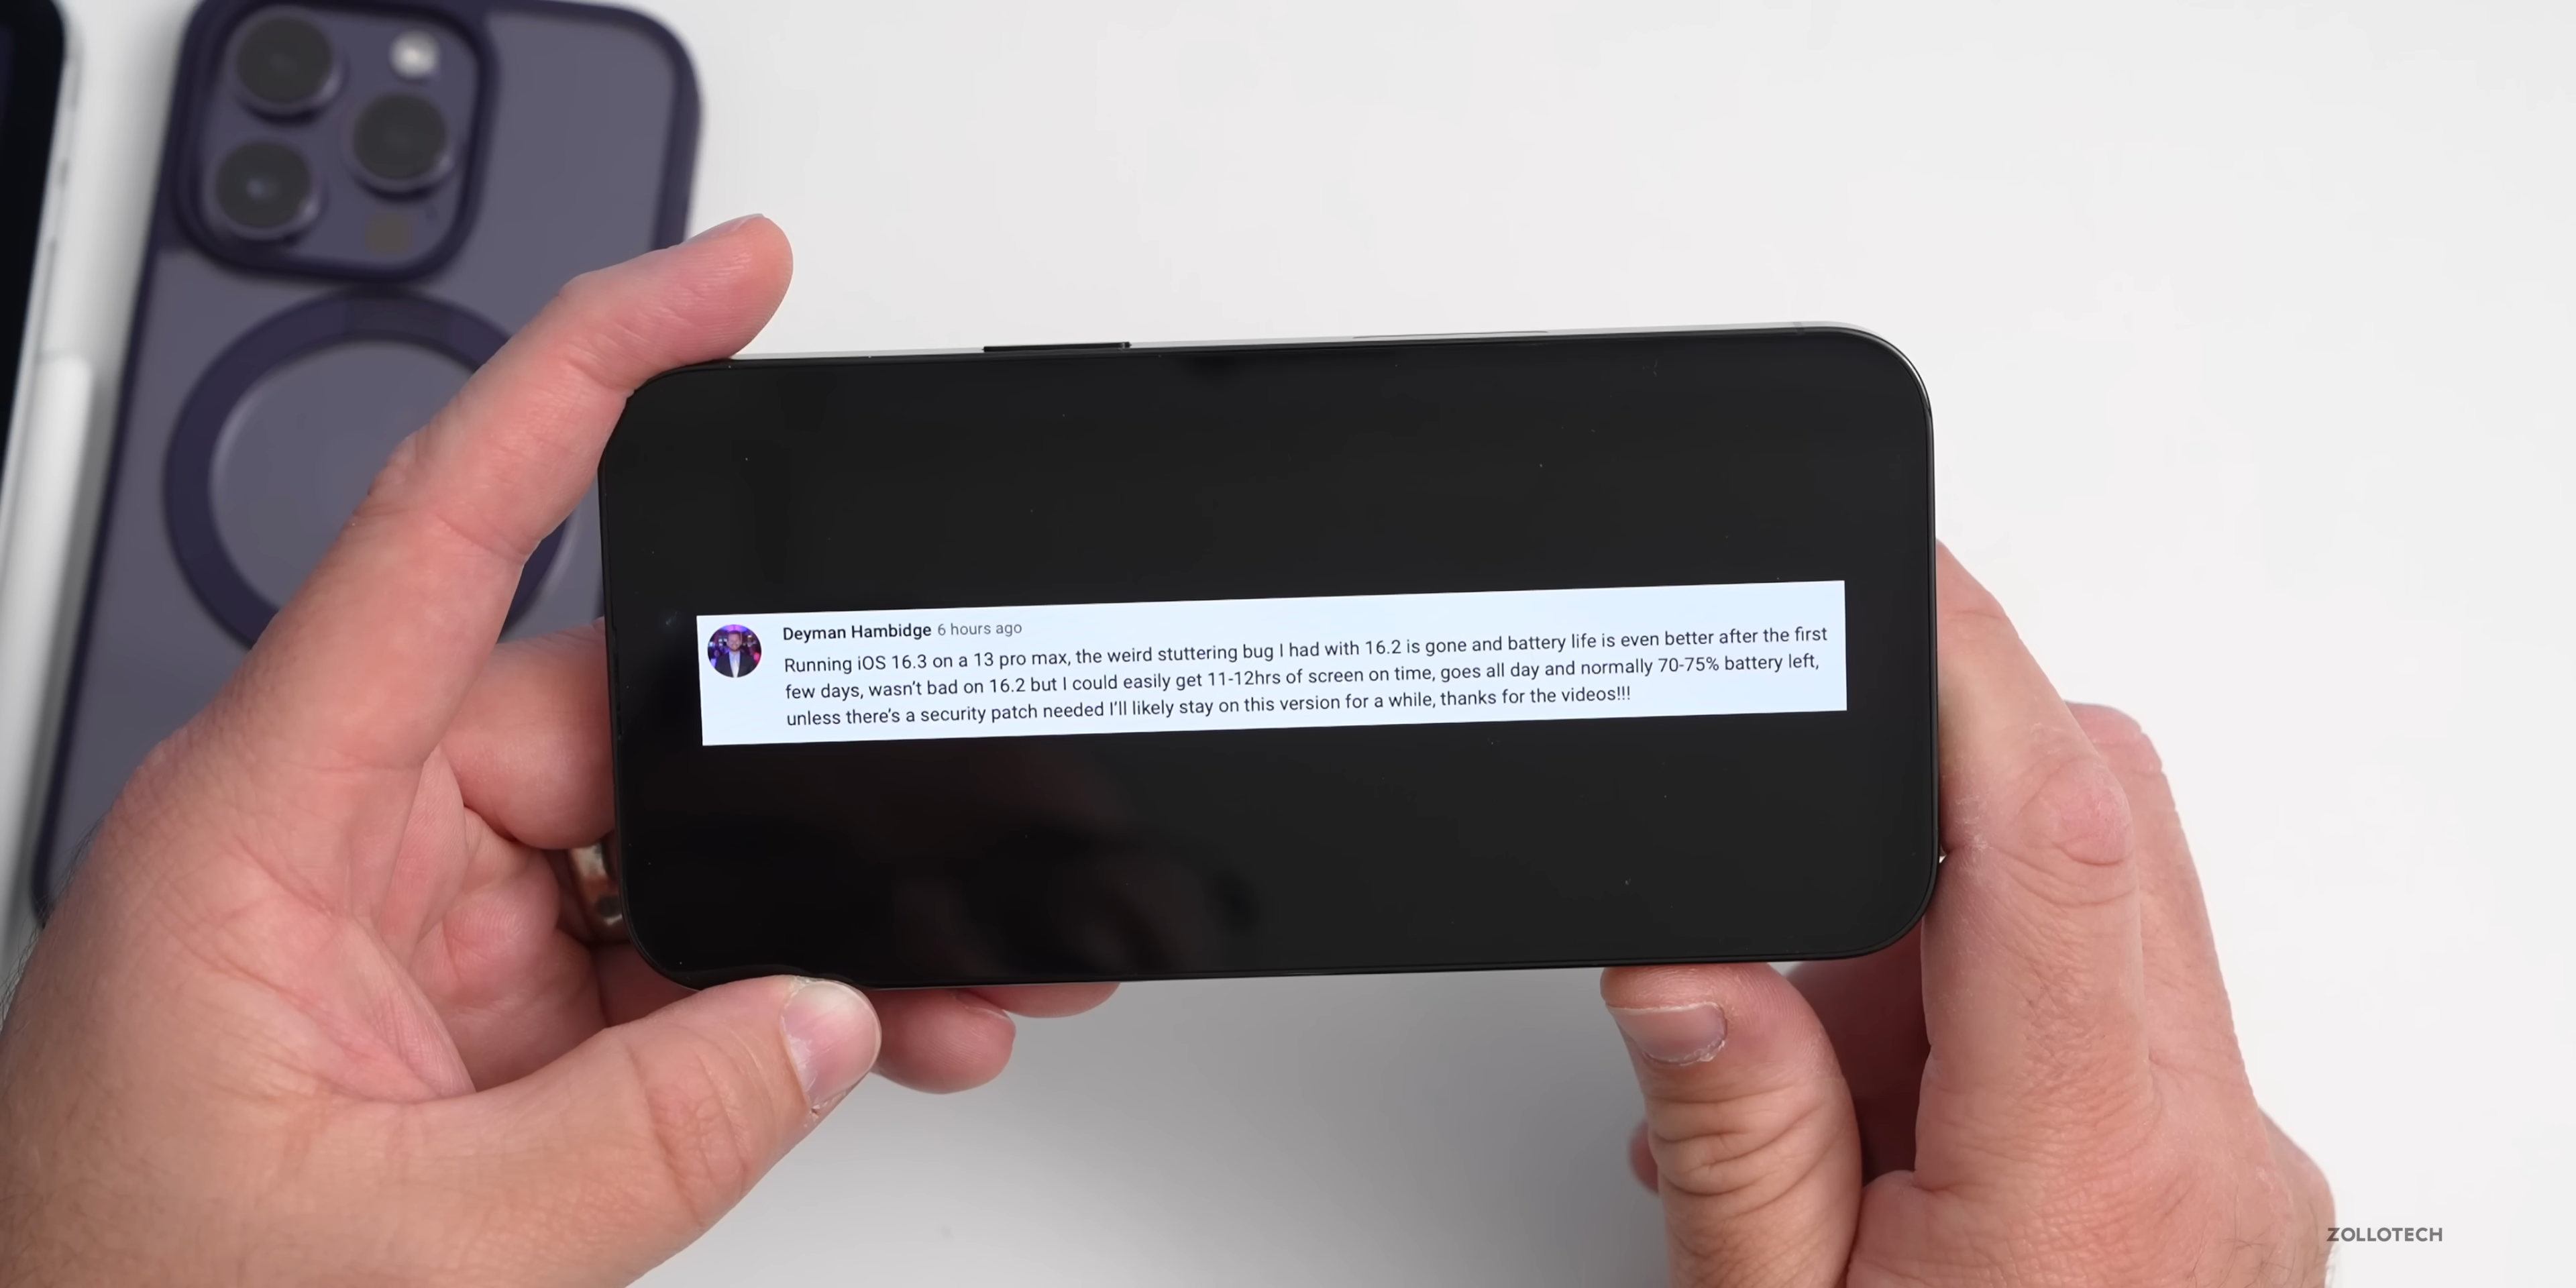 Deyman Hambidge 6 hours ago
Running iOS 16.3 on a 13 pro max, the weird stuttering bug I had with 16.2 is gone and battery life is even better after the first
few days, wasn't bad on 16.2 but I could easily get 11-12hrs of screen on time, goes all day and normally 70-75% battery left,
unless there's a security patch needed I'll likely stay on this version for a while, thanks for the videos!!!
ZOLLOTECH